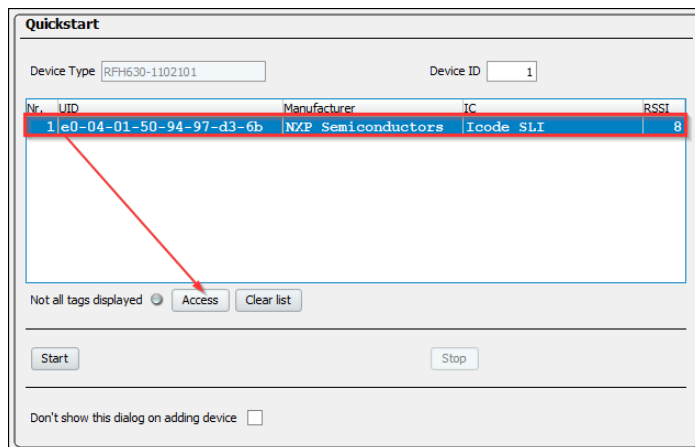 Quickstart
Device Type RFH630-1102101 Device ID 1
Nr. UID Manufacturer IC RSSI
1 e0-04-01-50-94-97-d3-6b NXP Semiconductors Icode SLI 8
Not all tags displayed Access Clear list
Start Stop
Don't show this dialog on adding device